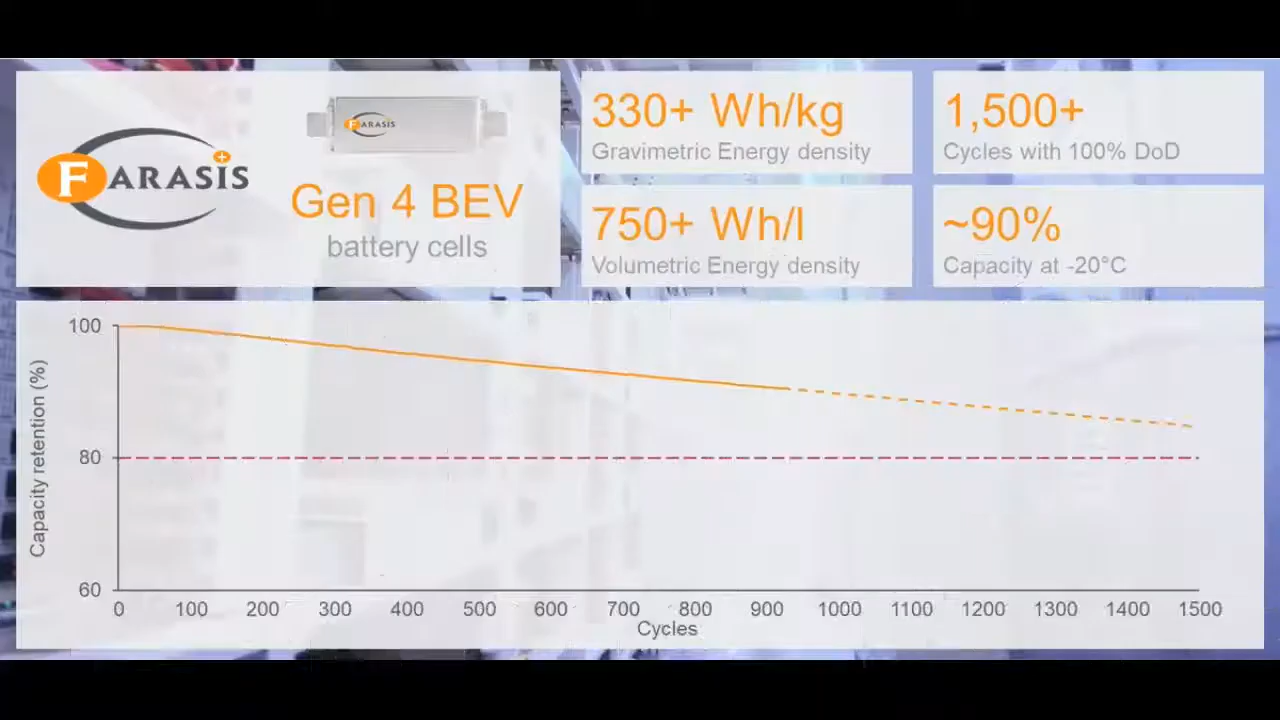 FARASIS
FARASIS
Gen 4 BEV
battery cells
330+ Wh/kg
Gravimetric Energy density
1,500+
Cycles with 100% DoD
750+ Wh/l
Volumetric Energy density
~90%
Capacity at -20°C
Capacity retention (%)
100
80
60
0 100 200 300 400 500 600 700 800 900 1000 1100 1200 1300 1400 1500
Cycles